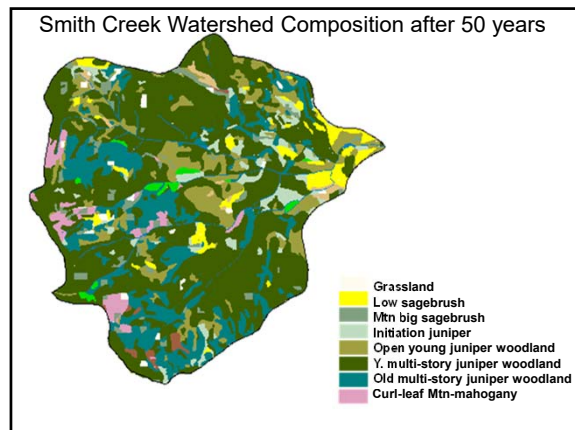 Smith Creek Watershed Composition after 50 years
Grassland
Low sagebrush
Mtn big sagebrush
Initiation juniper
Open young juniper woodland
Y. multi-story juniper woodland
Old multi-story juniper woodland
Curl-leaf Mtn-mahogany